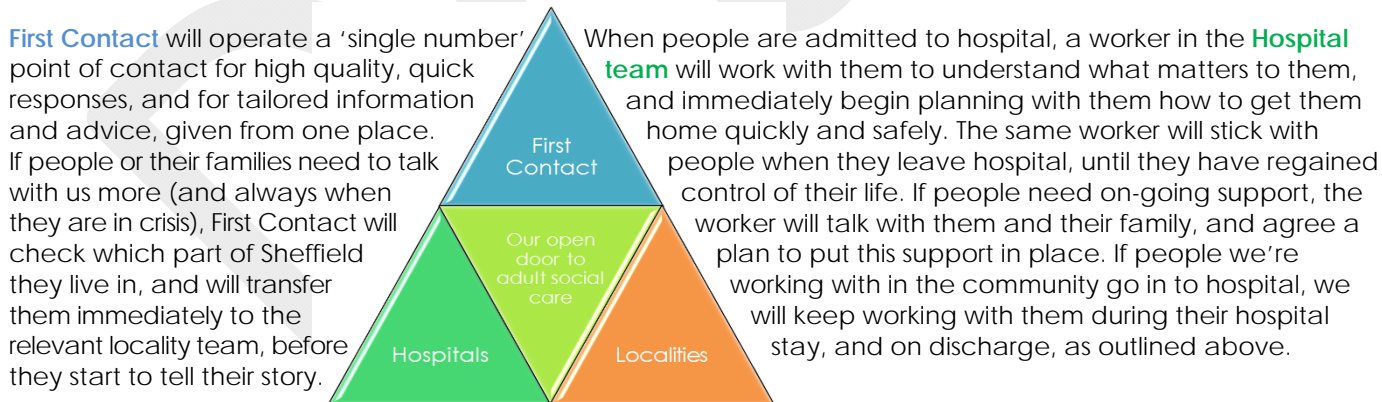 First Contact will operate a ‘single number’
point of contact for high quality, quick
responses, and for tailored information
and advice, given from one place.
If people or their families need to talk
with us more (and always when
they are in crisis), First Contact will
check which part of Sheffield
they live in, and will transfer
them immediately to the
relevant locality team, before
they start to tell their story.
First
Contact
Our open
door to
adult social
care
Hospitals
Localities
When people are admitted to hospital, a worker in the Hospital
team will work with them to understand what matters to them,
and immediately begin planning with them how to get them
home quickly and safely. The same worker will stick with
people when they leave hospital, until they have regained
control of their life. If people need on-going support, the
worker will talk with them and their family, and agree a
plan to put this support in place. If people we’re
working with in the community go in to hospital, we
will keep working with them during their hospital
stay, and on discharge, as outlined above.